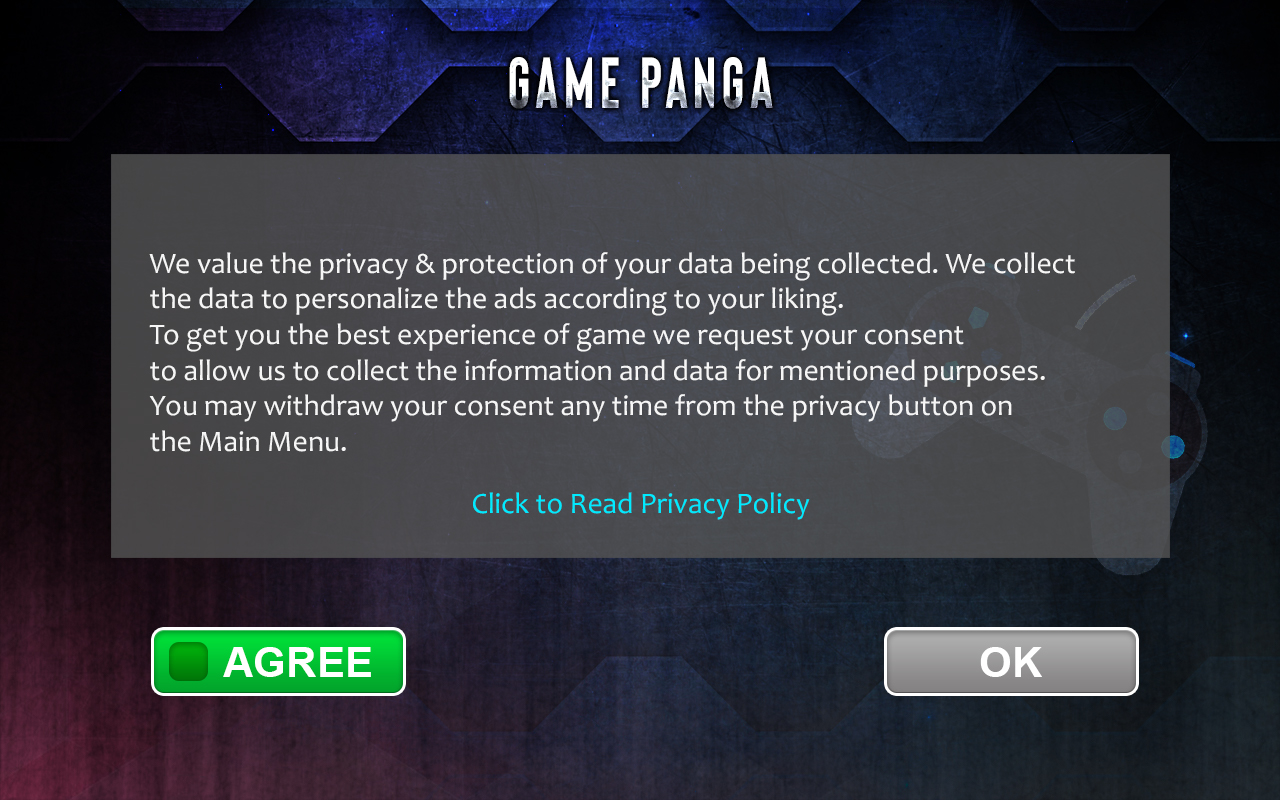 GAME PANGA
We value the privacy & protection of your data being collected. We collect
the data to personalize the ads according to your liking.
To get you the best experience of game we request your consent
to allow us to collect the information and data for mentioned purposes.
You may withdraw your consent any time from the privacy button on
the Main Menu.
Click to Read Privacy Policy
AGREE
OK